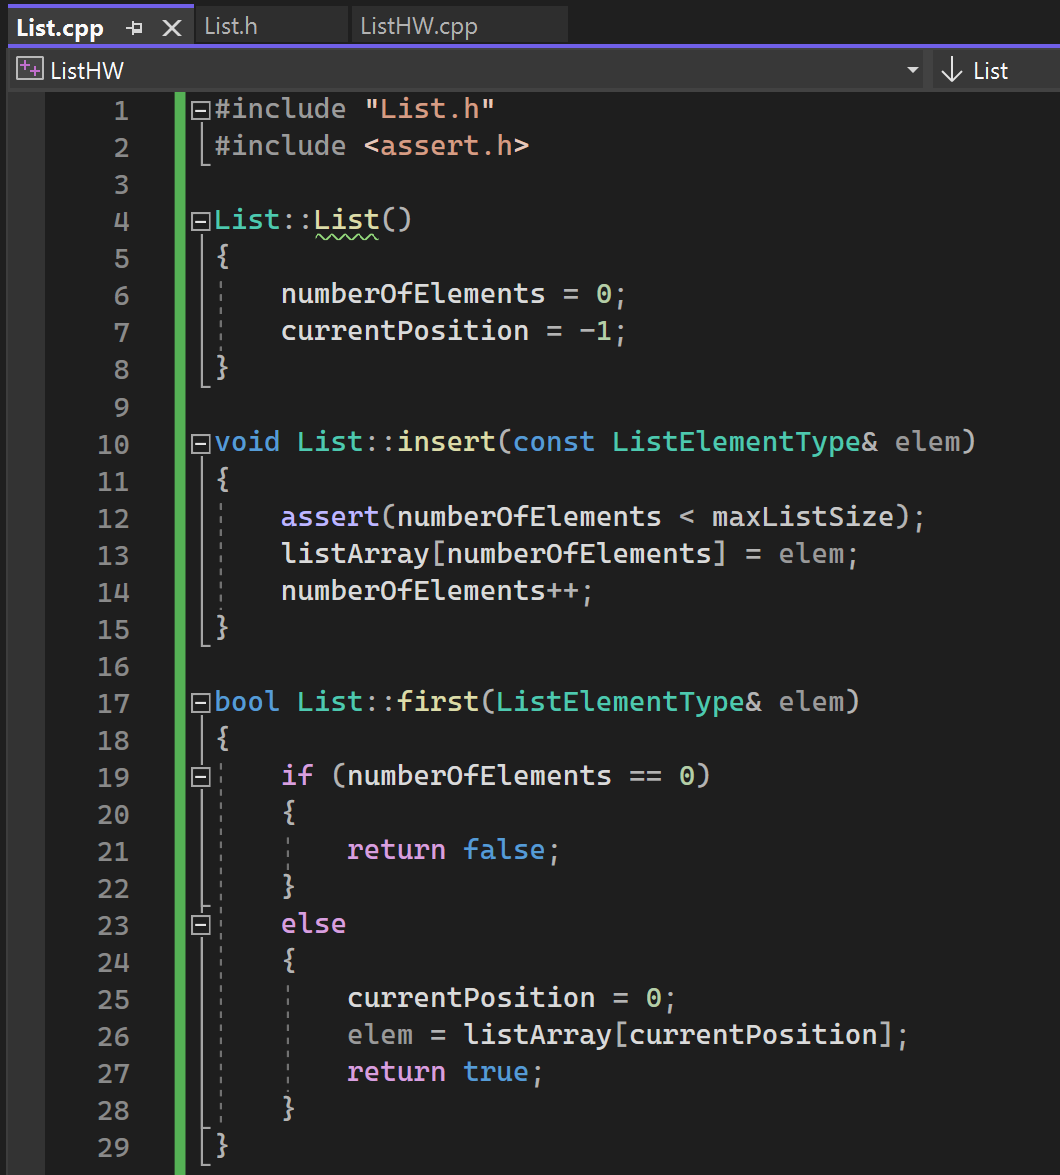 List.cpp List.h ListHW.cpp
ListHW List
1 #include "List.h"
2 #include <assert.h>
3
4 List::List()
5 {
6     numberOfElements = 0;
7     currentPosition = -1;
8 }
9
10 void List::insert(const ListElementType& elem)
11 {
12     assert(numberOfElements < maxListSize);
13     listArray[numberOfElements] = elem;
14     numberOfElements++;
15 }
16
17 bool List::first(ListElementType& elem)
18 {
19     if (numberOfElements == 0)
20     {
21         return false;
22     }
23     else
24     {
25         currentPosition = 0;
26         elem = listArray[currentPosition];
27         return true;
28     }
29 }